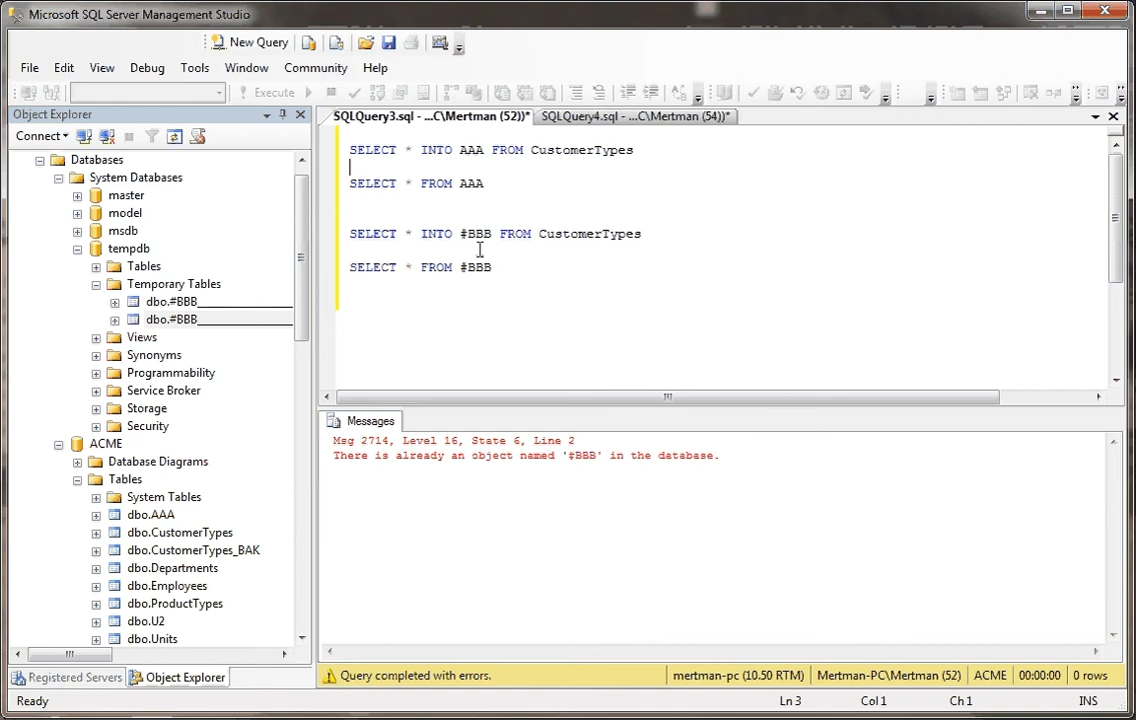 Microsoft SQL Server Management Studio
New Query
File Edit View Debug Tools Window Community Help
Execute
Object Explorer
SQLQuery3.sql - ...C\Mertman (52))* SQLQuery4.sql - ...C\Mertman (54))*
Connect
Databases
System Databases
master
model
msdb
tempdb
Tables
Temporary Tables
dbo.#BBB
dbo.#BBB
Views
Synonyms
Programmability
Service Broker
Storage
Security
ACME
Database Diagrams
Tables
System Tables
dbo.AAA
dbo.CustomerTypes
dbo.CustomerTypes_BAK
dbo.Departments
dbo.Employees
dbo.ProductTypes
dbo.U2
dbo.Units
Registered Servers Object Explorer
SELECT * INTO AAA FROM CustomerTypes
SELECT * FROM AAA
SELECT * INTO #BBB FROM CustomerTypes
SELECT * FROM #BBB
Messages
Msg 2714, Level 16, State 6, Line 2
There is already an object named '#BBB' in the database.
Query completed with errors. mertman-pc (10.50 RTM) Mertman-PC\Mertman (52) ACME 00:00:00 0 rows
Ready Ln 3 Col 1 Ch 1 INS